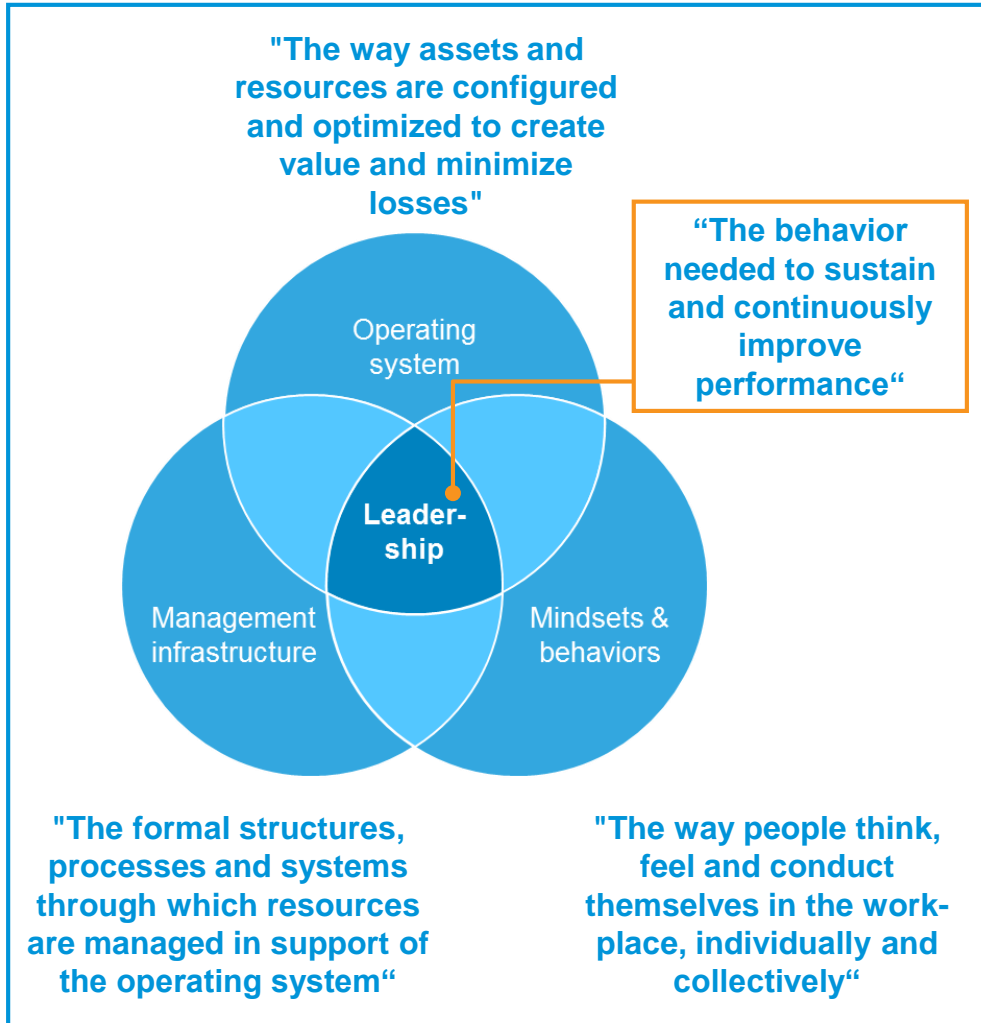 "The way assets and
resources are configured
and optimized to create
value and minimize
losses"
“The behavior
needed to sustain
and continuously
improve
performance“
Operating
system
Leader-
ship
Management
infrastructure
Mindsets &
behaviors
"The formal structures,
processes and systems
through which resources
are managed in support of
the operating system“
"The way people think,
feel and conduct
themselves in the work-
place, individually and
collectively“